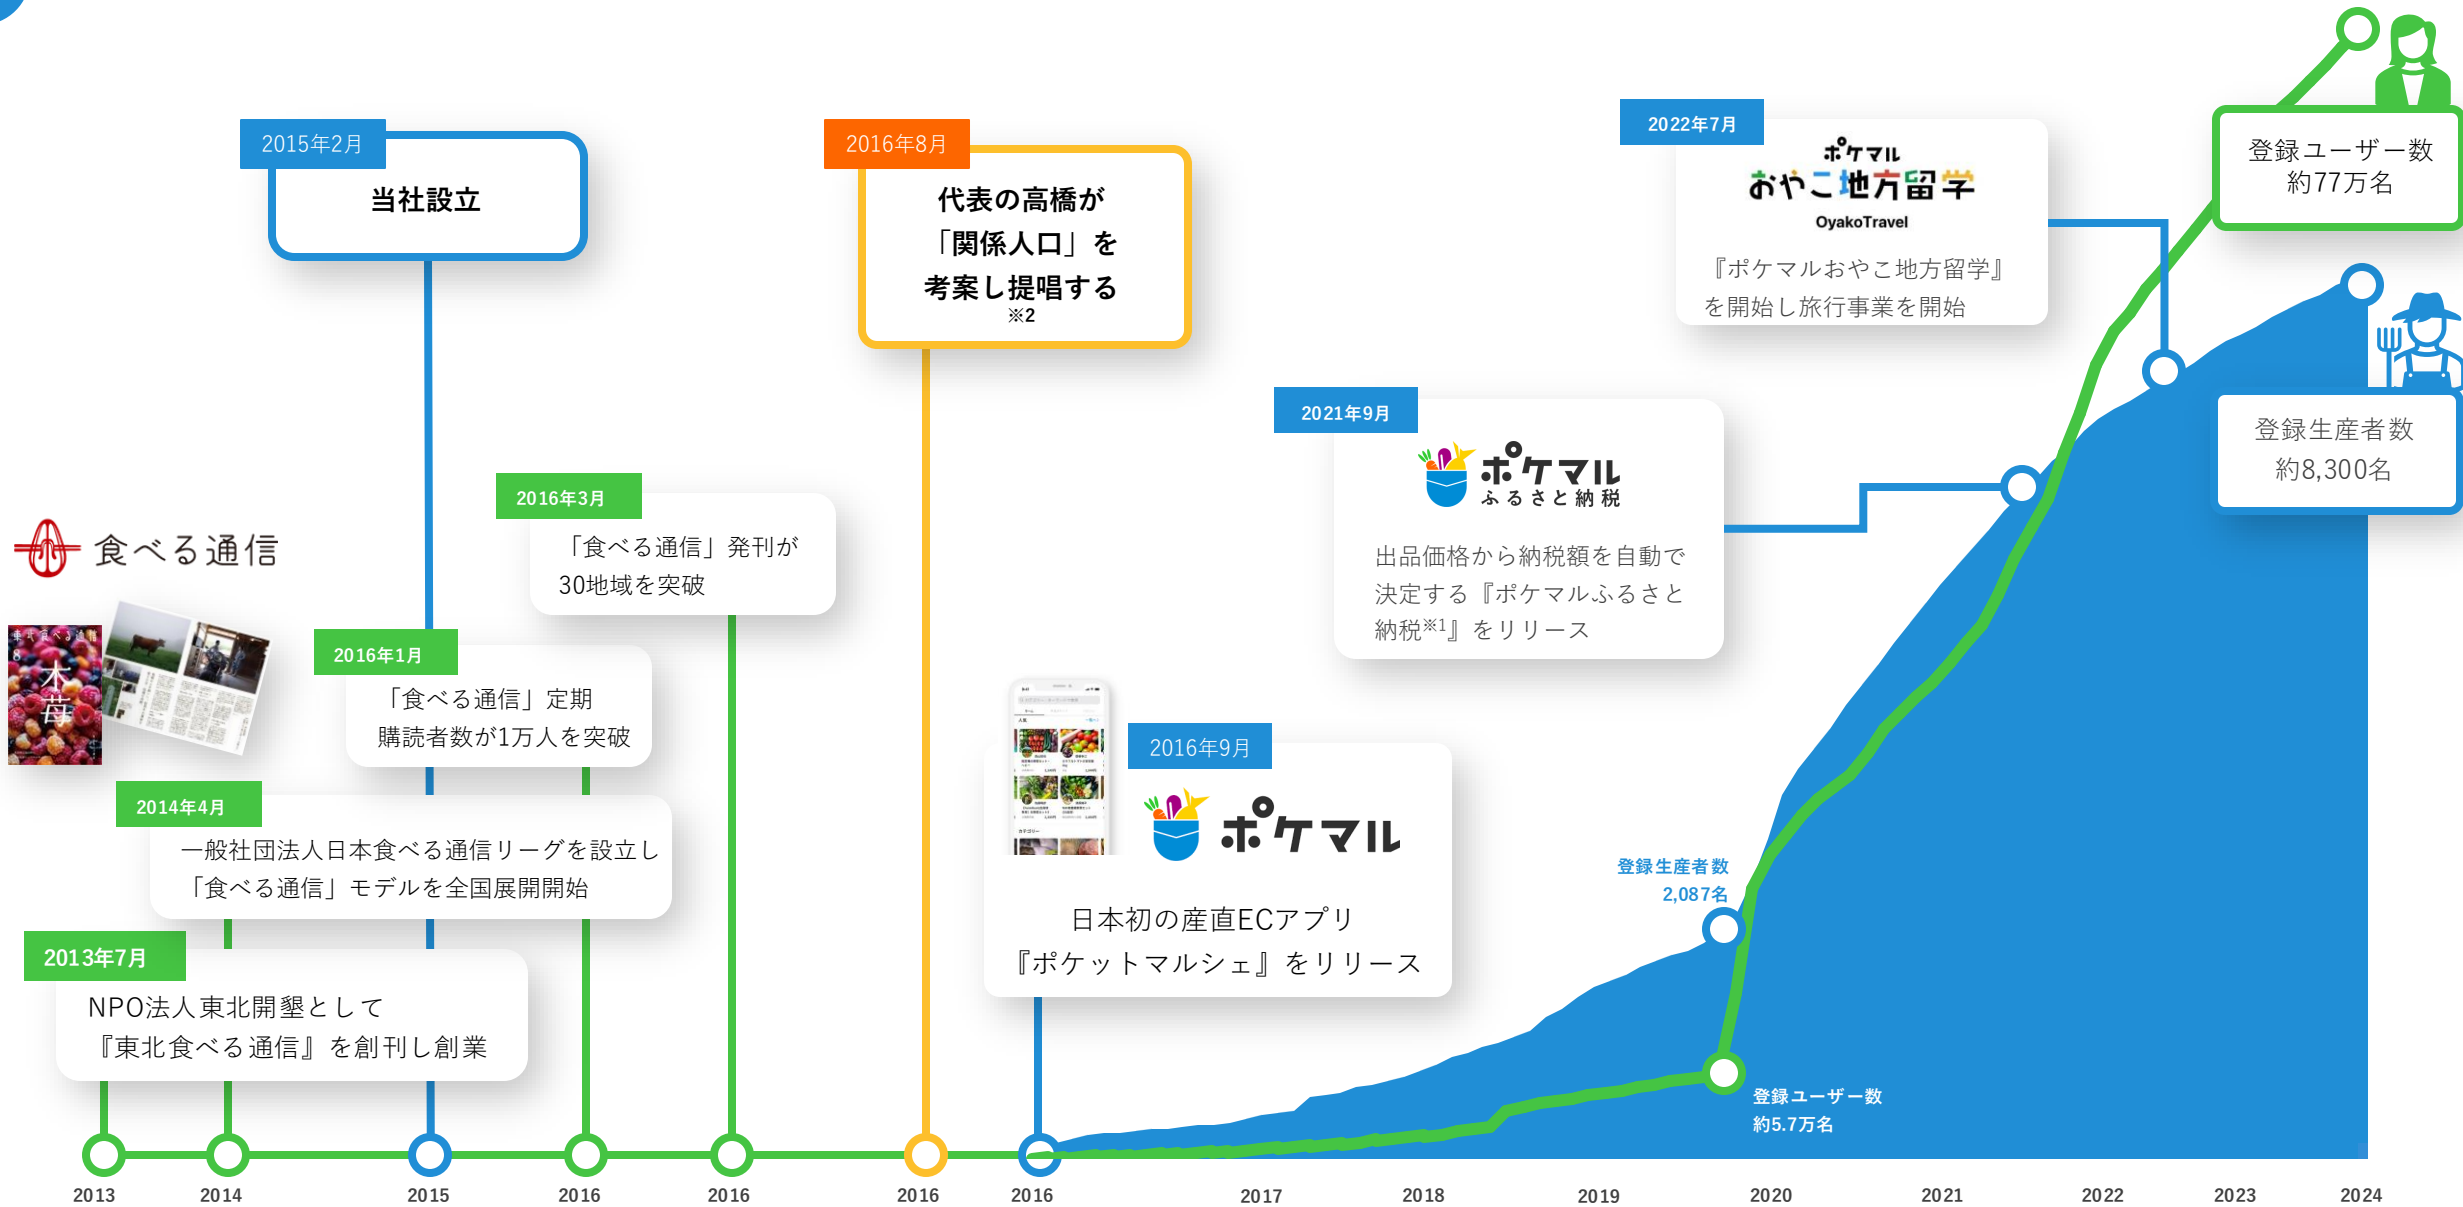 2013年7月
NPO法人東北開墾として
『東北食べる通信』を創刊し創業
2014年4月
一般社団法人日本食べる通信リーグを設立し
「食べる通信」モデルを全国展開開始
食べる通信
東北食べる通信
木苺
2015年2月
当社設立
2016年1月
「食べる通信」定期
購読者数が1万人を突破
2016年3月
「食べる通信」発刊が
30地域を突破
2016年8月
代表の高橋が
「関係人口」を
考案し提唱する
※2
2016年9月
ポケマル
日本初の産直ECアプリ
『ポケットマルシェ』をリリース
カテゴリー
2021年9月
ポケマル
ふるさと納税
出品価格から納税額を自動で
決定する『ポケマルふるさと
納税※1』をリリース
2022年7月
ポケマル
おやこ地方留学
OyakoTravel
『ポケマルおやこ地方留学』
を開始し旅行事業を開始
登録ユーザー数
約77万名
登録生産者数
約8,300名
登録生産者数
2,087名
登録ユーザー数
約5.7万名
2013
2014
2015
2016
2016
2016
2016
2017
2018
2019
2020
2021
2022
2023
2024